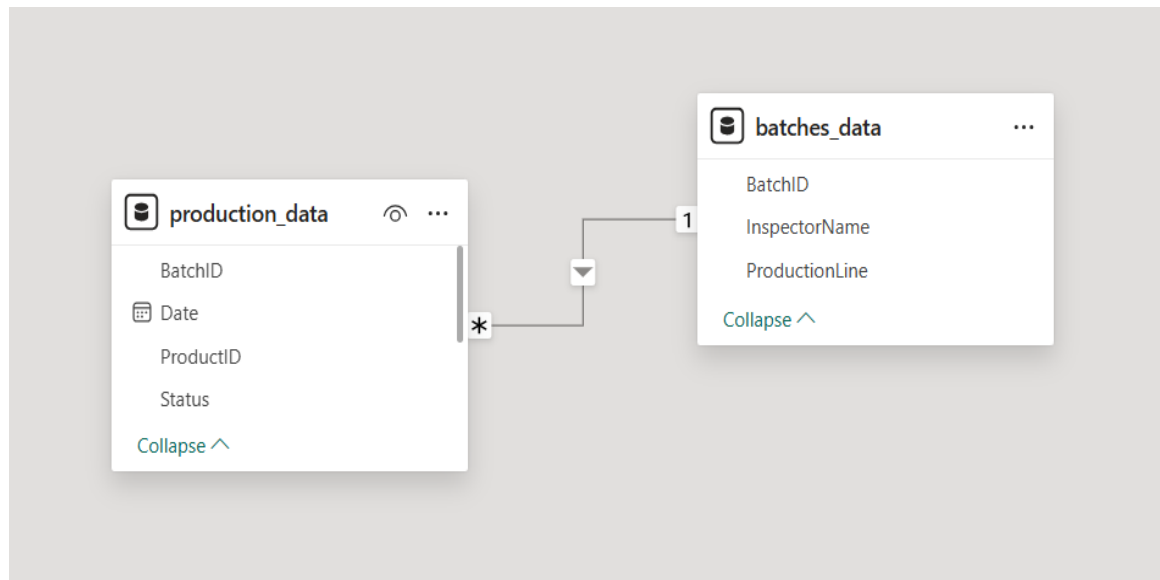 production_data
BatchID
Date
ProductID
Status
Collapse
*
1
batches_data
BatchID
InspectorName
ProductionLine
Collapse